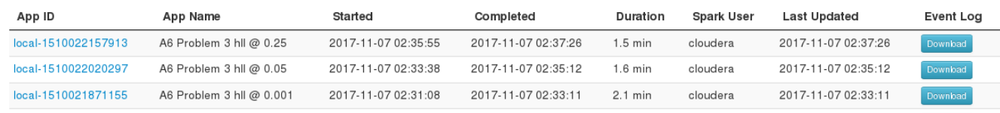 App ID App Name Started Completed Duration Spark User Last Updated Event Log
local-1510022157913 A6 Problem 3 hll @ 0.25 2017-11-07 02:35:55 2017-11-07 02:37:26 1.5 min cloudera 2017-11-07 02:37:26 Download
local-1510022020297 A6 Problem 3 hll @ 0.05 2017-11-07 02:33:38 2017-11-07 02:35:12 1.6 min cloudera 2017-11-07 02:35:12 Download
local-1510021871155 A6 Problem 3 hll @ 0.001 2017-11-07 02:31:08 2017-11-07 02:33:11 2.1 min cloudera 2017-11-07 02:33:11 Download